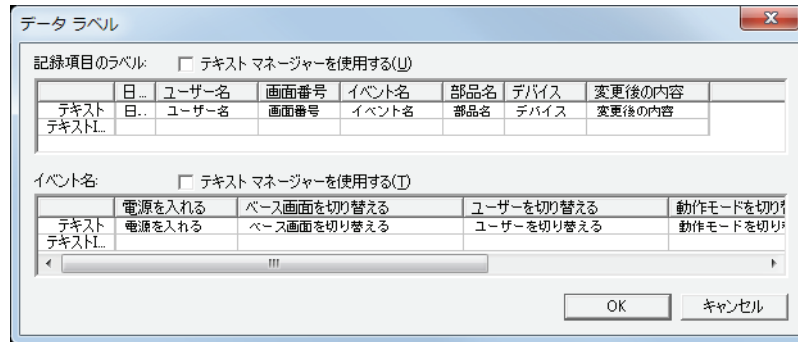 データ ラベル
記録項目のラベル: テキスト マネージャーを使用する(U)
日... ユーザー名 画面番号 イベント名 部品名 デバイス 変更後の内容
テキスト 日.. ユーザー名 画面番号 イベント名 部品名 デバイス 変更後の内容
テキストI...
イベント名: テキスト マネージャーを使用する(T)
電源を入れる ベース画面を切り替える ユーザーを切り替える 動作モードを切り
テキスト 電源を入れる ベース画面を切り替える ユーザーを切り替える 動作モードを切り
テキストI...
OK キャンセル